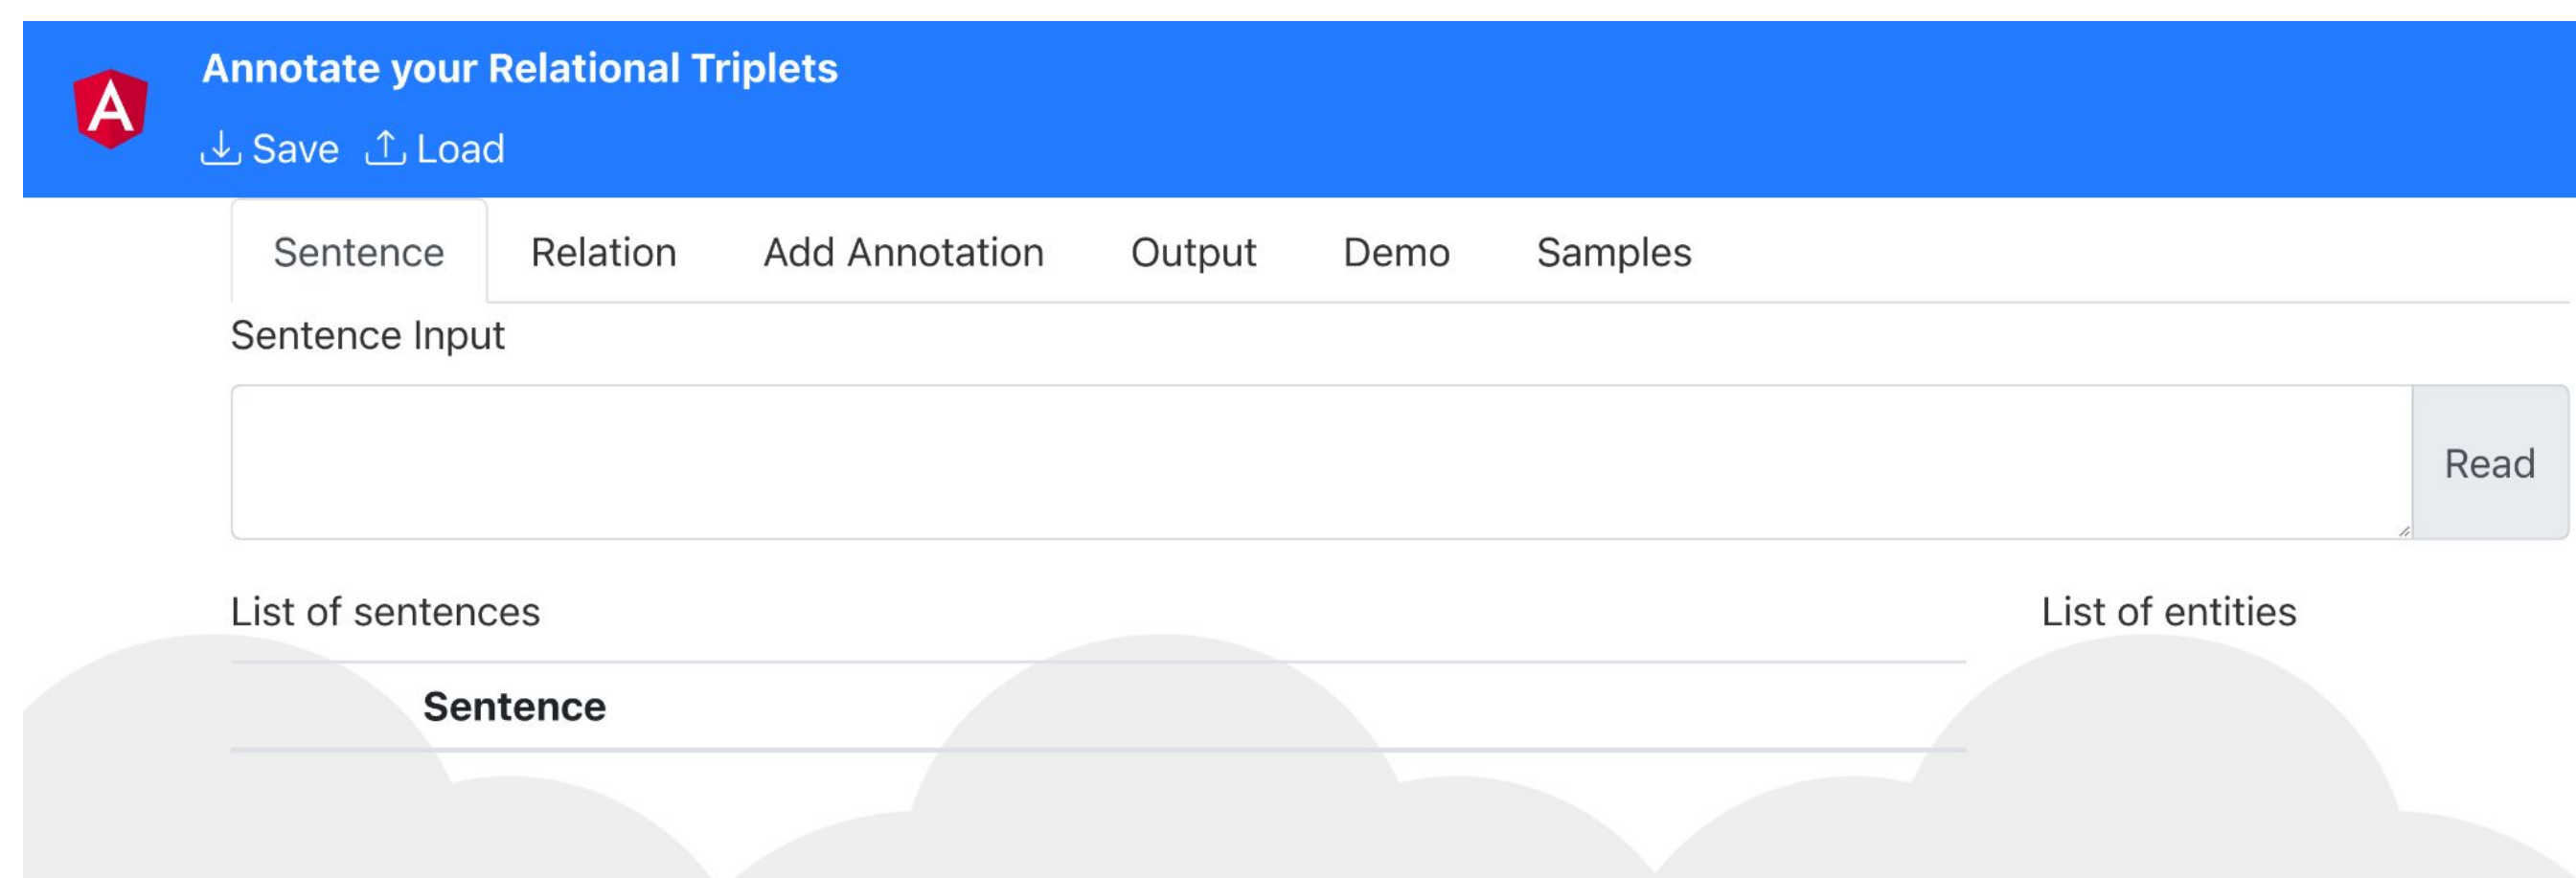 Annotate your Relational Triplets
Save Load
Sentence Relation Add Annotation Output Demo Samples
Sentence Input
Read
List of sentences List of entities
Sentence